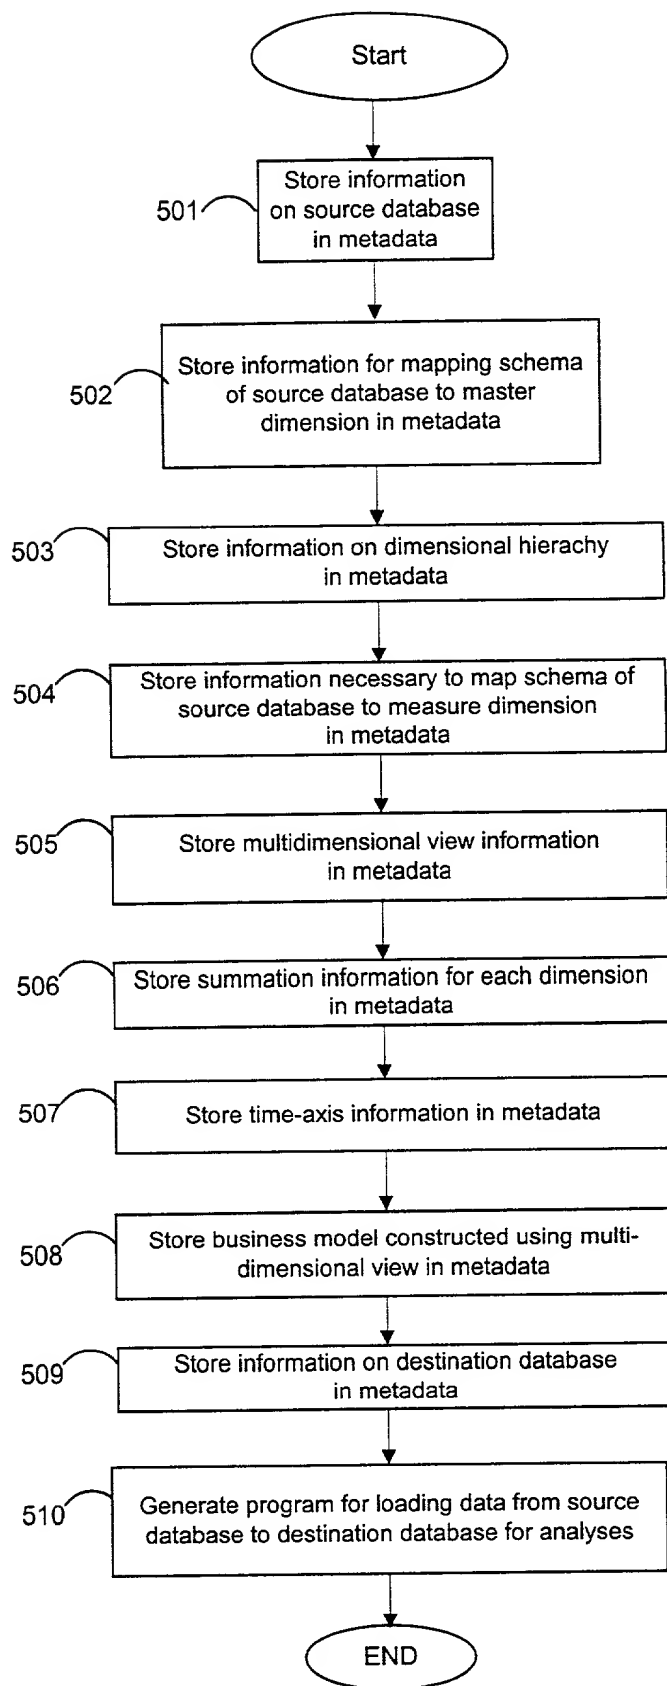 Start
501
Store information
on source database
in metadata
502
Store information for mapping schema
of source database to master
dimension in metadata
503
Store information on dimensional hierachy
in metadata
504
Store information necessary to map schema of
source database to measure dimension
in metadata
505
Store multidimensional view information
in metadata
506
Store summation information for each dimension
in metadata
507
Store time-axis information in metadata
508
Store business model constructed using multi-
dimensional view in metadata
509
Store information on destination database
in metadata
510
Generate program for loading data from source
database to destination database for analyses
END